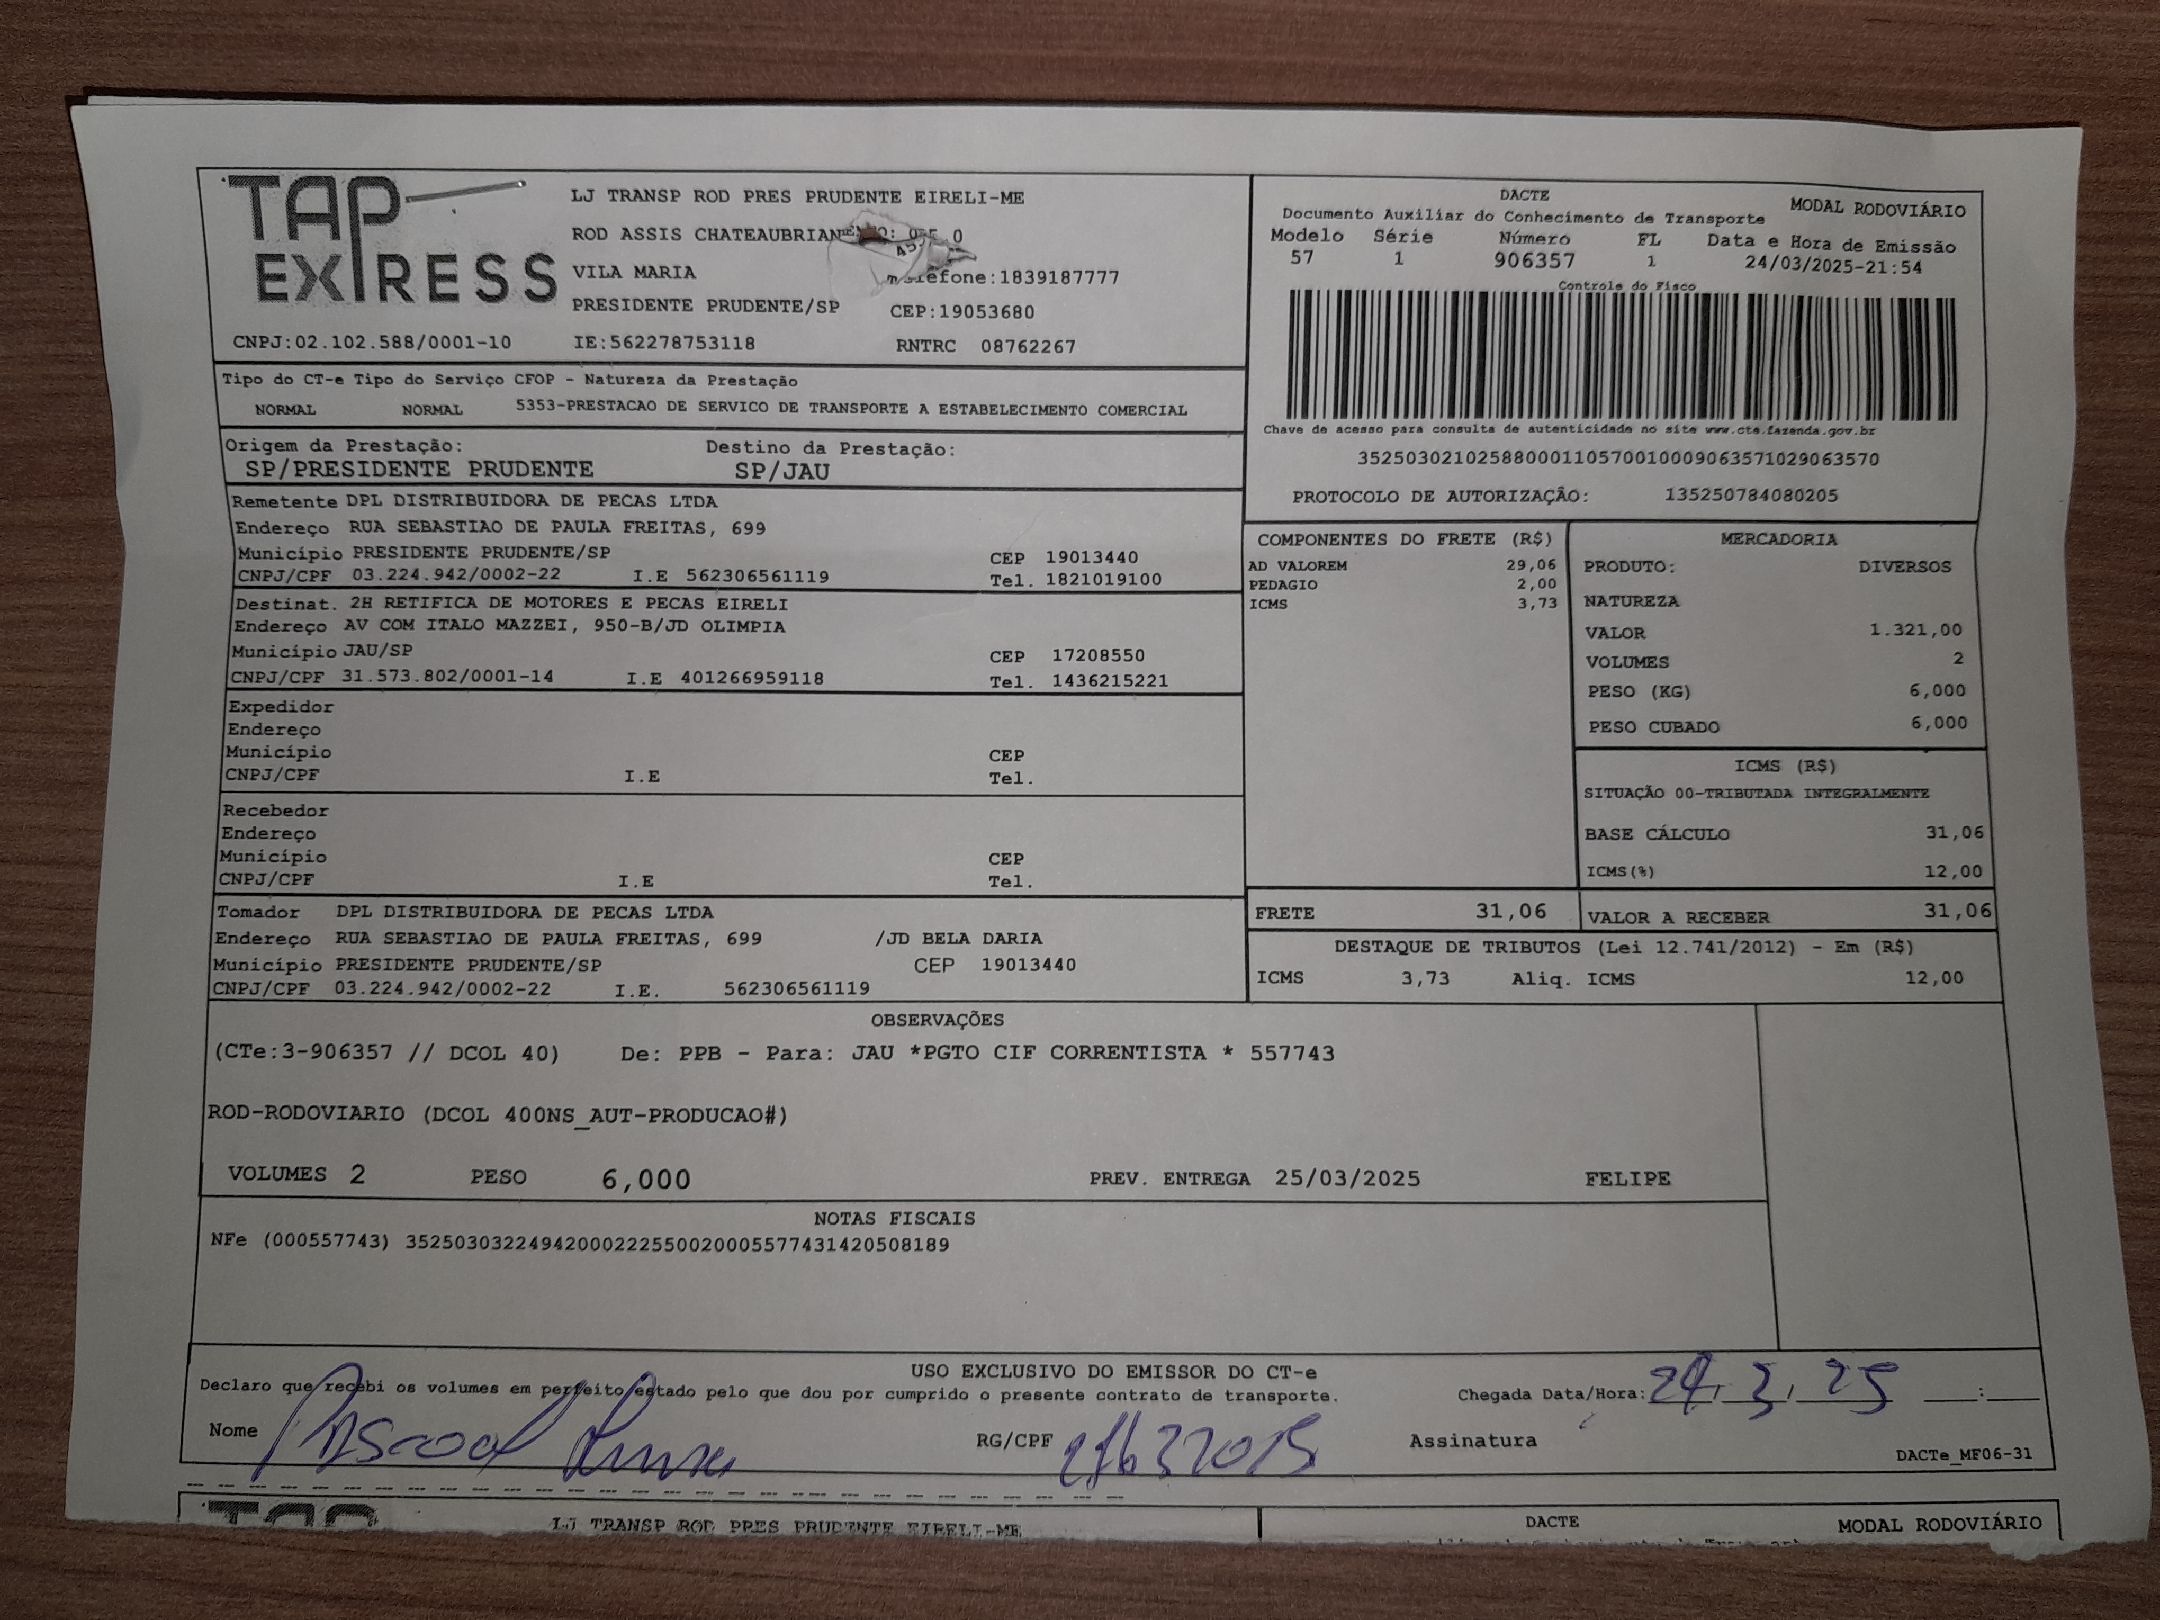 TAP EXPRESS
LJ TRANSP ROD PRES PRUDENTE EIRELI-ME
ROD ASSIS CHATEAUBRIAN
VILA MARIA
Telefone:1839187777
PRESIDENTE PRUDENTE/SP CEP:19053680
CNPJ:02.102.588/0001-10 IE:562278753118 RNTRC 08762267
DACTE
MODAL RODOVIÁRIO
Documento Auxiliar do Conhecimento de Transporte
Modelo Série Número FL Data e Hora de Emissão
57 1 906357 1 24/03/2025-21:54
Controle do Fisco
Chave de acesso para consulta de autenticidade no site www.cte.fazenda.gov.br
35250302102588000110570010009063571029063570
PROTOCOLO DE AUTORIZAÇÃO: 135250784080205
Tipo do CT-e Tipo do Serviço CFOP - Natureza da Prestação
NORMAL NORMAL 5353-PRESTACAO DE SERVICO DE TRANSPORTE A ESTABELECIMENTO COMERCIAL
Origem da Prestação: Destino da Prestação:
SP/PRESIDENTE PRUDENTE SP/JAU
Remetente DPL DISTRIBUIDORA DE PECAS LTDA
Endereço RUA SEBASTIAO DE PAULA FREITAS, 699
Município PRESIDENTE PRUDENTE/SP CEP 19013440
CNPJ/CPF 03.224.942/0002-22 I.E 562306561119 Tel. 1821019100
Destinat. 2H RETIFICA DE MOTORES E PECAS EIRELI
Endereço AV COM ITALO MAZZEI, 950-B/JD OLIMPIA
Município JAU/SP CEP 17208550
CNPJ/CPF 31.573.802/0001-14 I.E 401266959118 Tel. 1436215221
Expedidor
Endereço
Município CEP
CNPJ/CPF I.E Tel.
Recebedor
Endereço
Município CEP
CNPJ/CPF I.E Tel.
Tomador DPL DISTRIBUIDORA DE PECAS LTDA
Endereço RUA SEBASTIAO DE PAULA FREITAS, 699 /JD BELA DARIA
Município PRESIDENTE PRUDENTE/SP CEP 19013440
CNPJ/CPF 03.224.942/0002-22 I.E. 562306561119
COMPONENTES DO FRETE (R$)
AD VALOREM 29,06
PEDAGIO 2,00
ICMS 3,73
MERCADORIA
PRODUTO: DIVERSOS
NATUREZA
VALOR 1.321,00
VOLUMES 2
PESO (KG) 6,000
PESO CUBADO 6,000
ICMS (R$)
SITUAÇÃO 00-TRIBUTADA INTEGRALMENTE
BASE CÁLCULO 31,06
ICMS(%) 12,00
FRETE 31,06 VALOR A RECEBER 31,06
DESTAQUE DE TRIBUTOS (Lei 12.741/2012) - Em (R$)
ICMS 3,73 Aliq. ICMS 12,00
OBSERVAÇÕES
(CTe:3-906357 // DCOL 40) De: PPB - Para: JAU *PGTO CIF CORRENTISTA * 557743
ROD-RODOVIARIO (DCOL 400NS_AUT-PRODUCAO#)
VOLUMES 2 PESO 6,000 PREV. ENTREGA 25/03/2025 FELIPE
NOTAS FISCAIS
NFe (000557743) 35250303224942000222550020005577431420508189
USO EXCLUSIVO DO EMISSOR DO CT-e
Declaro que recebi os volumes em perfeito estado pelo que dou por cumprido o presente contrato de transporte.
Chegada Data/Hora: : 
Nome RG/CPF Assinatura
DACTe_MF06-31
LJ TRANSP ROD PRES PRUDENTE EIRELI-ME
DACTE
MODAL RODOVIÁRIO